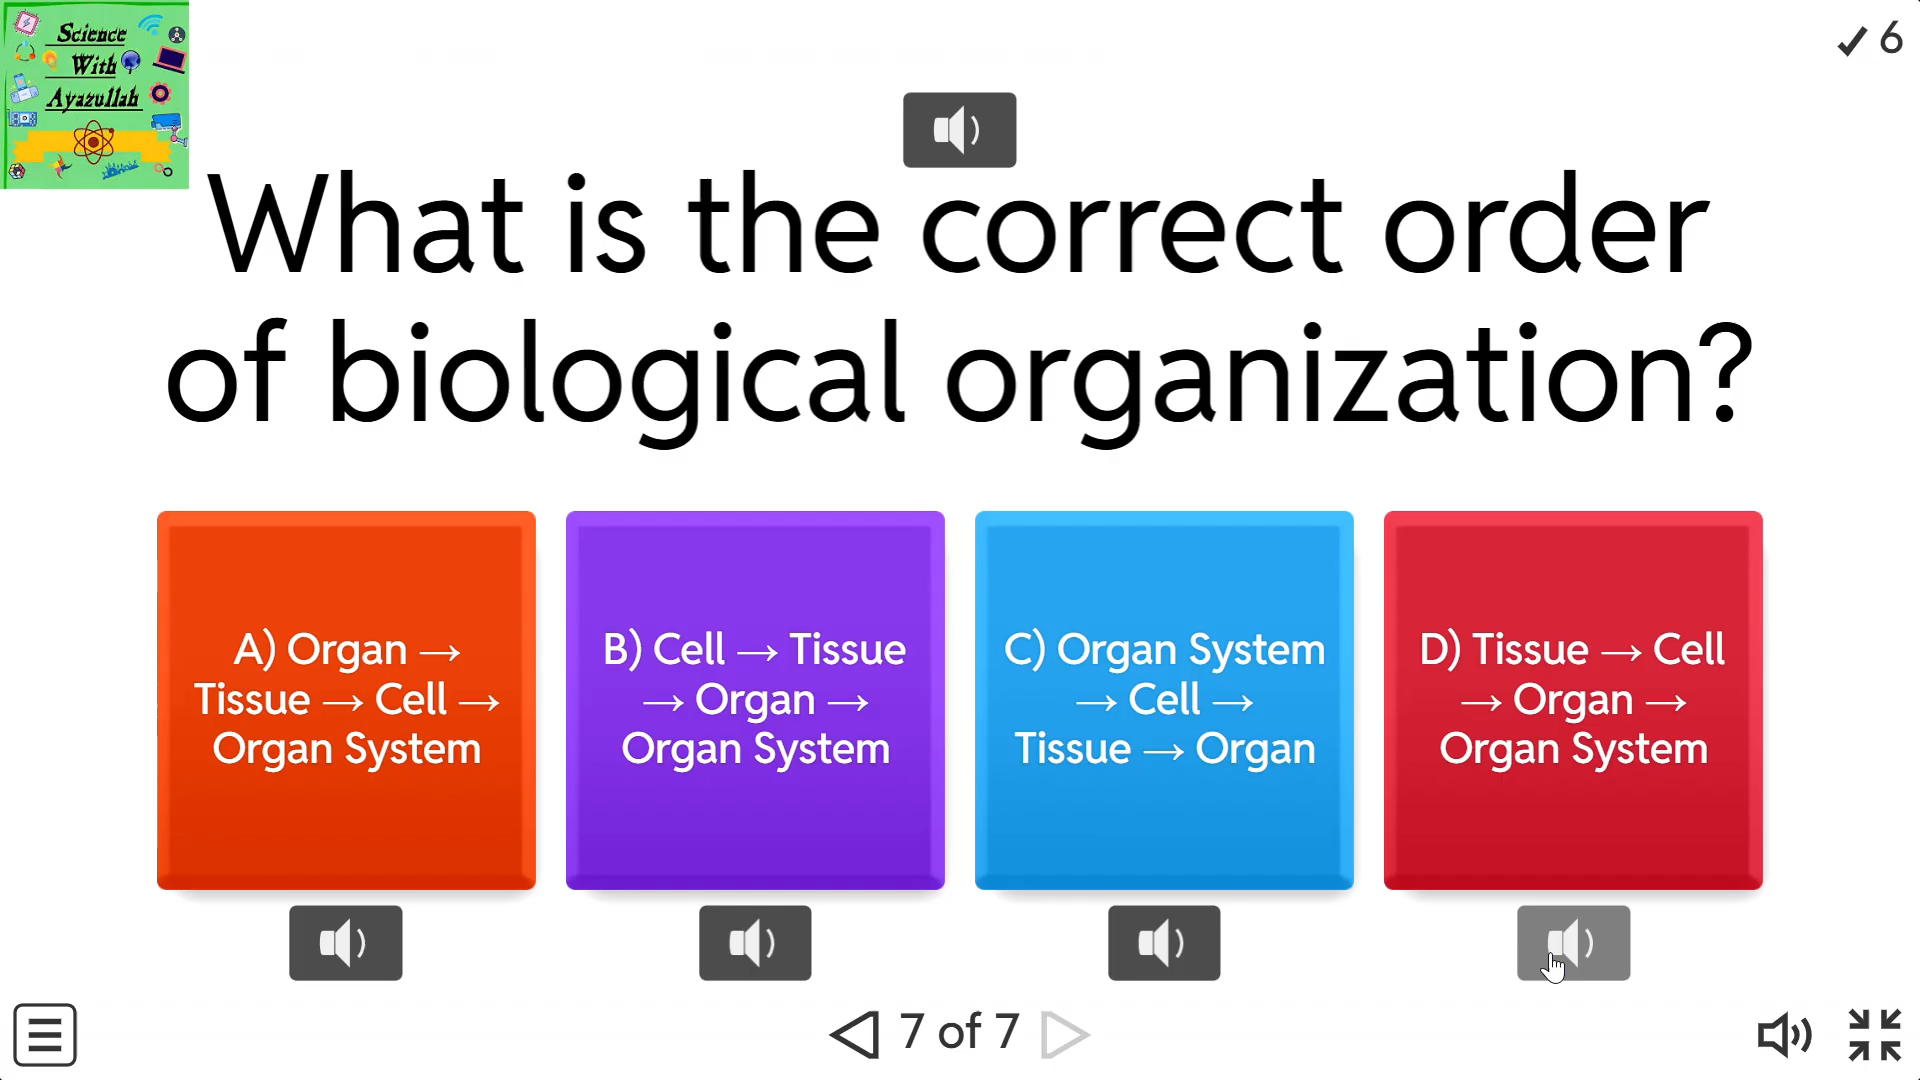 Science
With
Ayazullah
6
What is the correct order
of biological organization?
A) Organ →
Tissue → Cell →
Organ System
B) Cell → Tissue
→ Organ →
Organ System
C) Organ System
→ Cell →
Tissue → Organ
D) Tissue → Cell
→ Organ →
Organ System
7 of 7